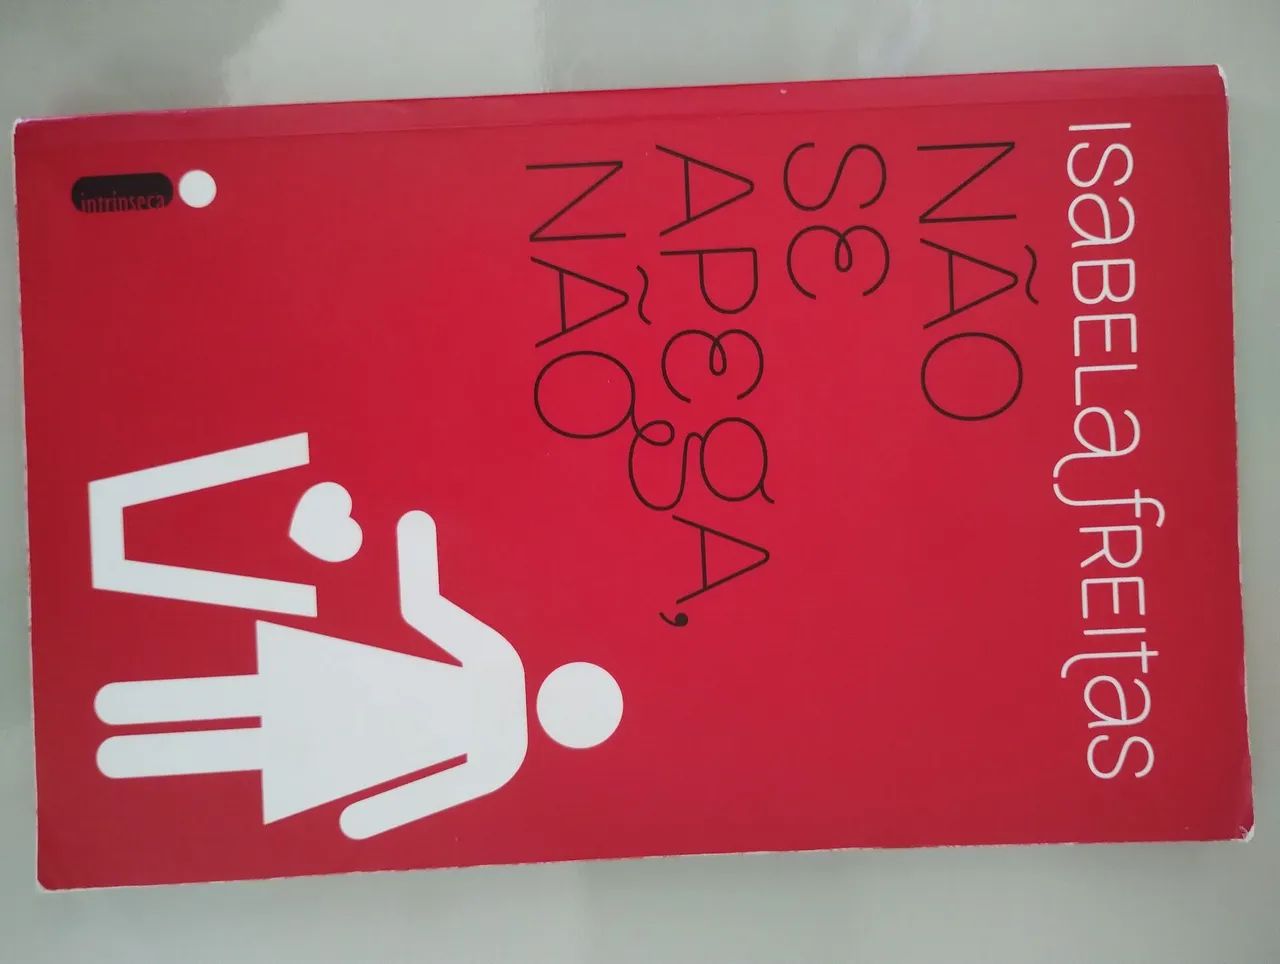 ISABELA FREITAS
NÃO
SE
APEGA,
NÃO
intrínseca